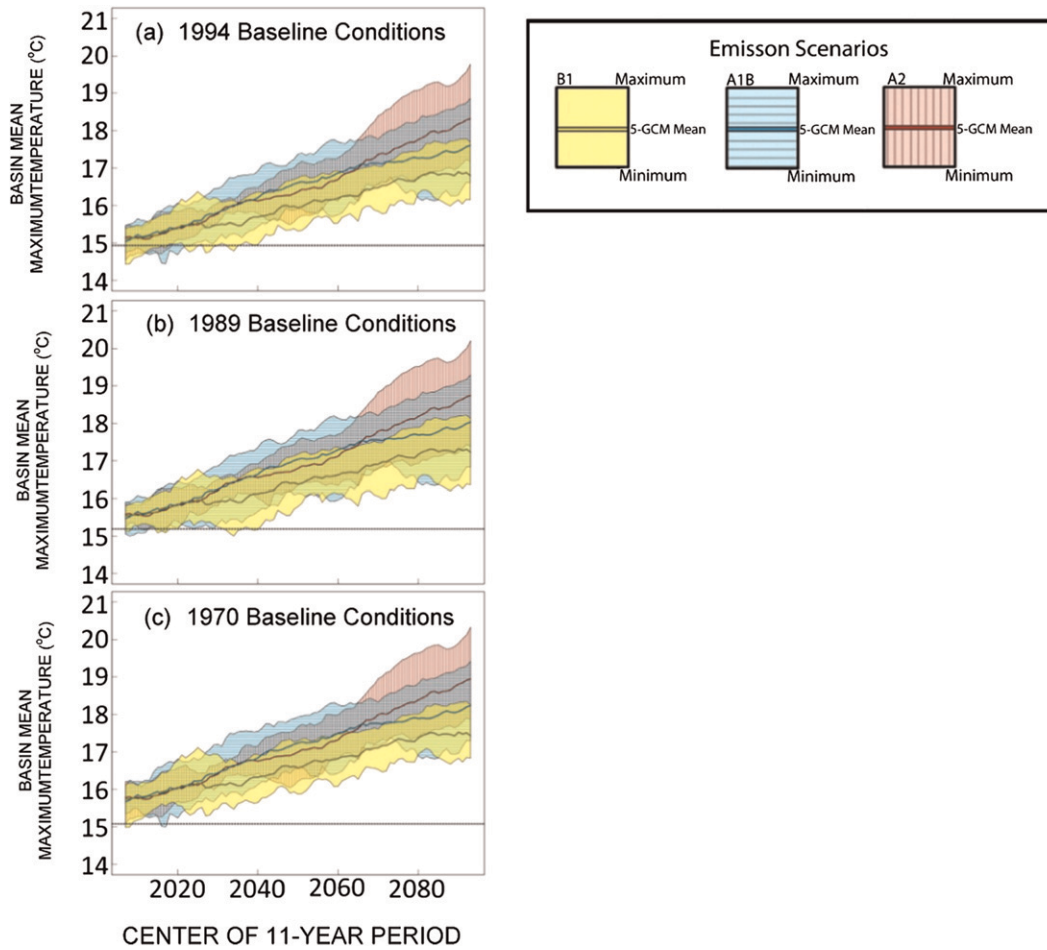 (a) 1994 Baseline Conditions
BASIN MEAN
MAXIMUMTEMPERATURE (°C)
21
20
19
18
17
16
15
14
(b) 1989 Baseline Conditions
BASIN MEAN
MAXIMUMTEMPERATURE (°C)
21
20
19
18
17
16
15
14
(c) 1970 Baseline Conditions
BASIN MEAN
MAXIMUMTEMPERATURE (°C)
21
20
19
18
17
16
15
14
2020 2040 2060 2080
CENTER OF 11-YEAR PERIOD
Emisson Scenarios
B1 Maximum A1B Maximum A2 Maximum
5-GCM Mean 5-GCM Mean 5-GCM Mean
Minimum Minimum Minimum